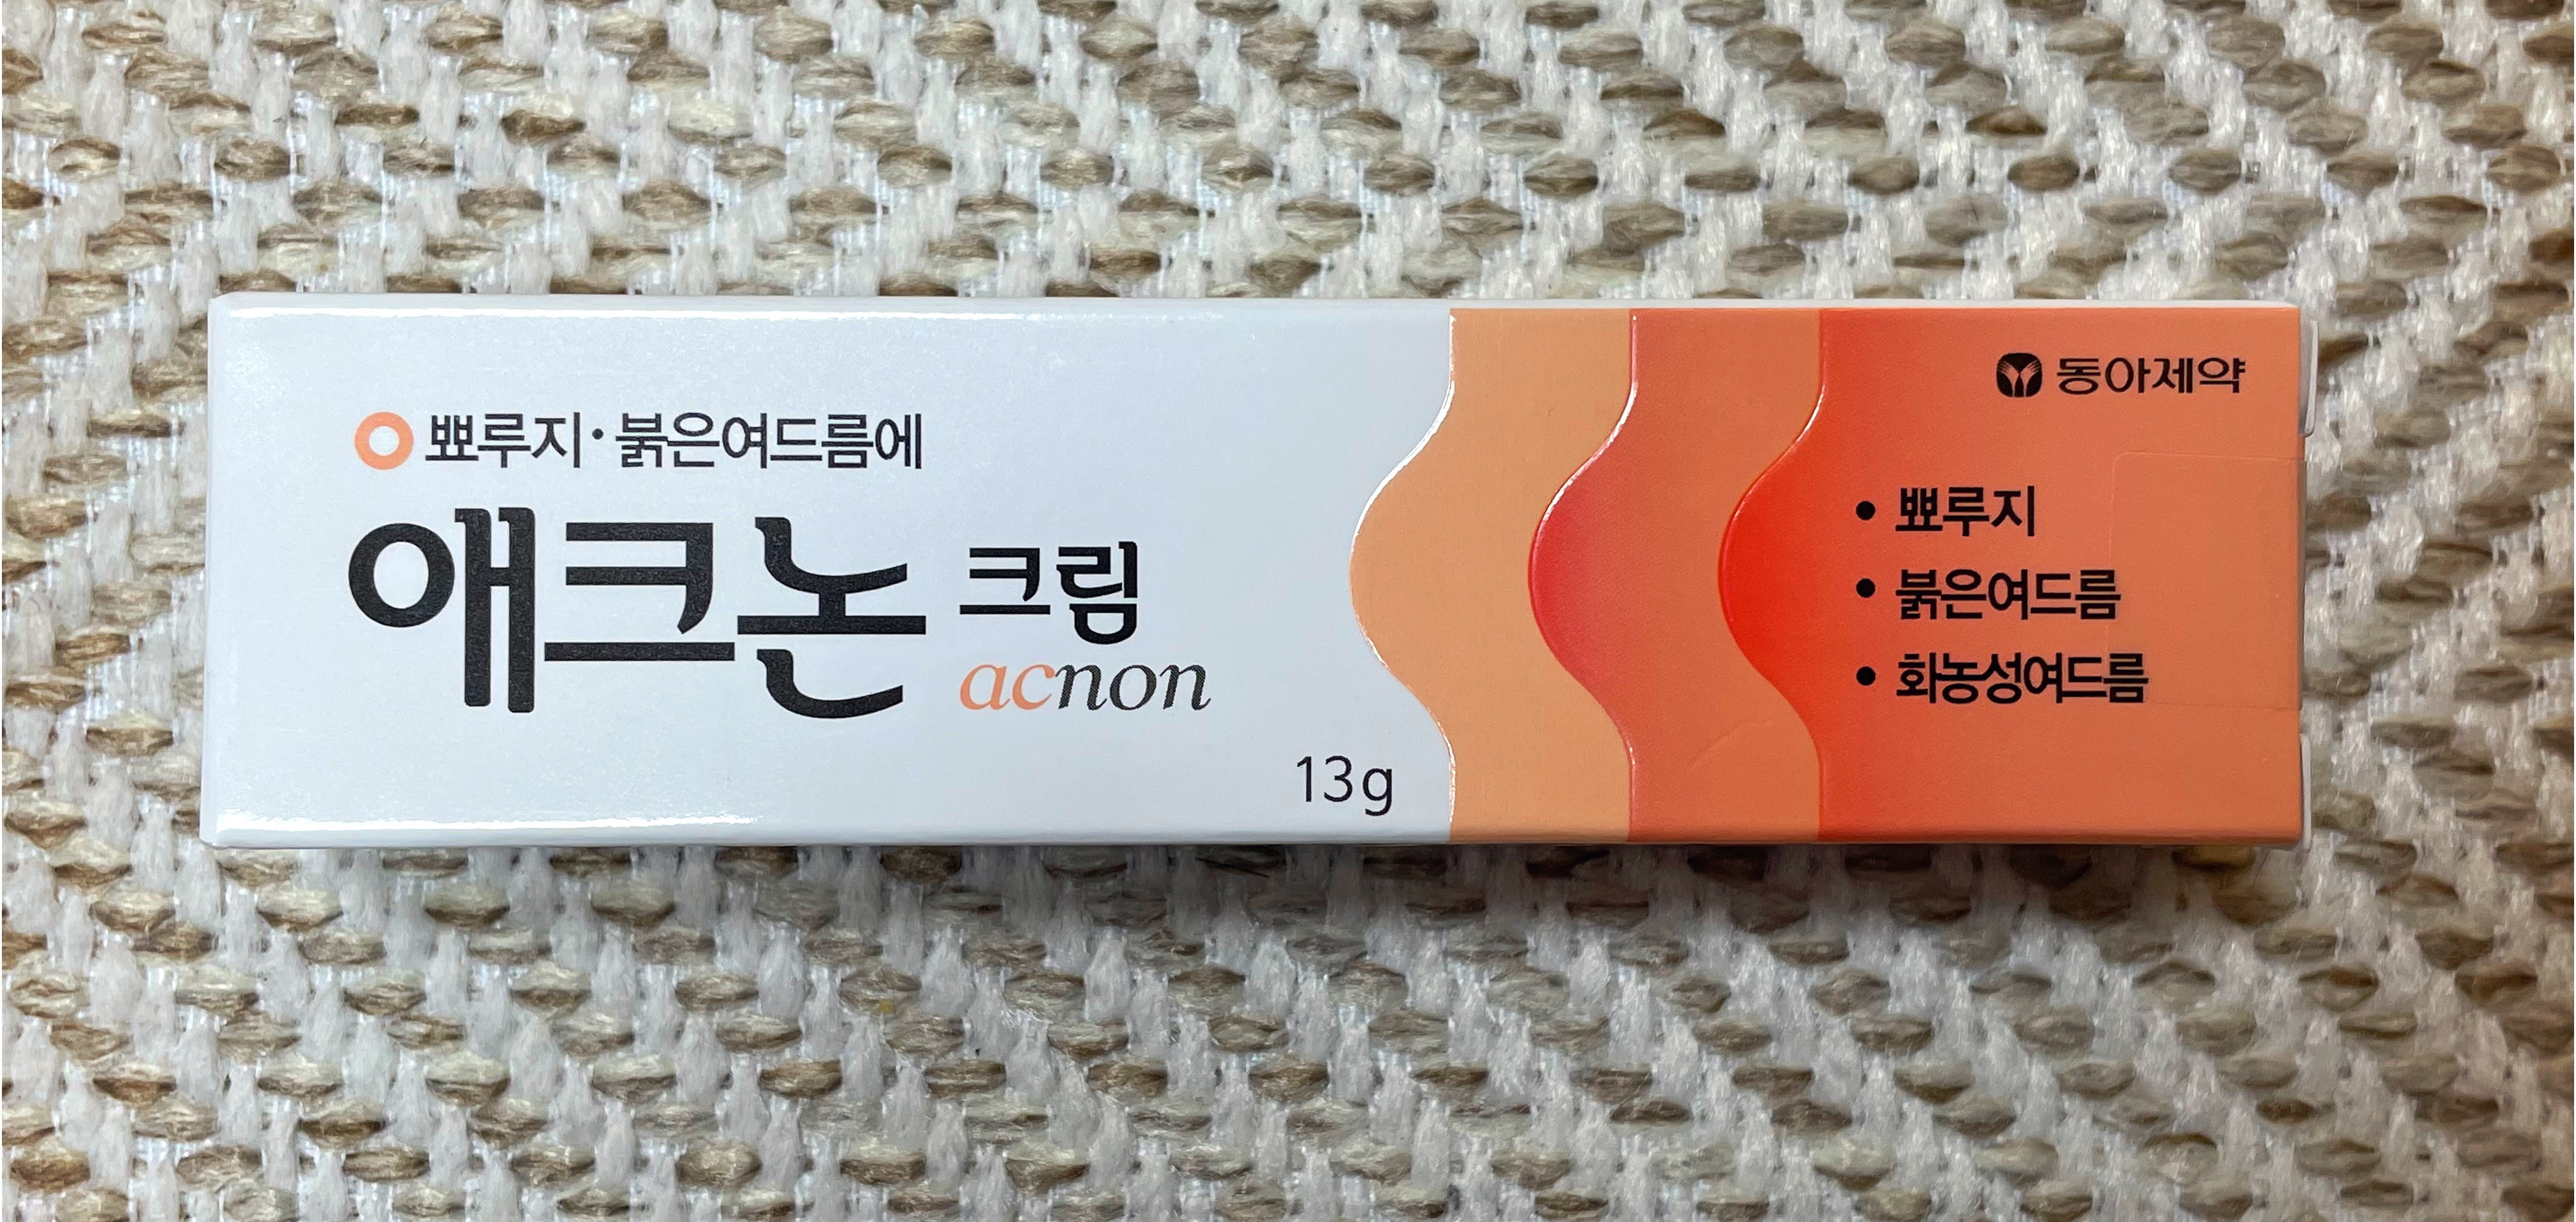 뾰루지·붉은여드름에
애크논 크림
acnon
13g
동아제약
• 뾰루지
• 붉은여드름
• 화농성여드름